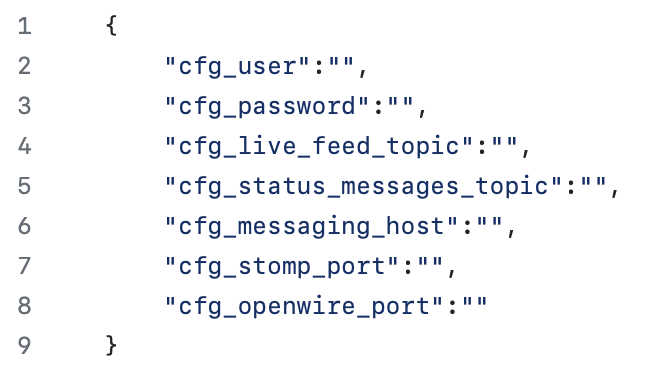 1 {
2 "cfg_user":"",
3 "cfg_password":"",
4 "cfg_live_feed_topic":"",
5 "cfg_status_messages_topic":"",
6 "cfg_messaging_host":"",
7 "cfg_stomp_port":"",
8 "cfg_openwire_port":""
9 }